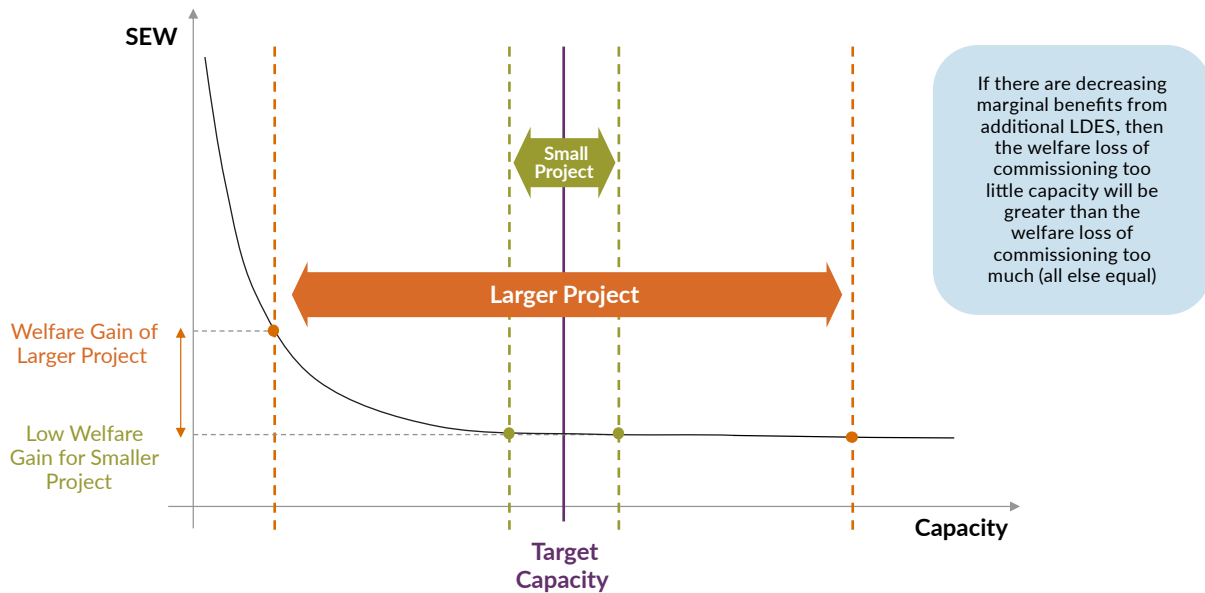 SEW
If there are decreasing
marginal benefits from
additional LDES, then
the welfare loss of
commissioning too
little capacity will be
greater than the
welfare loss of
commissioning too
much (all else equal)
Small
Project
Larger Project
Welfare Gain of
Larger Project
Low Welfare
Gain for Smaller
Project
Capacity
Target
Capacity